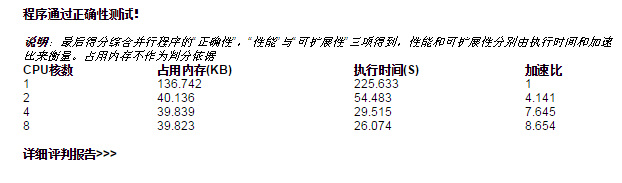 程序通过正确性测试!
说明：最后得分综合并行程序的“正确性”，“性能”与“可扩展性”三项得到，性能和可扩展性分别由执行时间和加速
比来衡量。占用内存不作为判分依据
CPU核数 占用内存(KB) 执行时间(S) 加速比
1 136.742 225.633 1
2 40.136 54.483 4.141
4 39.839 29.515 7.645
8 39.823 26.074 8.654
详细评判报告>>>